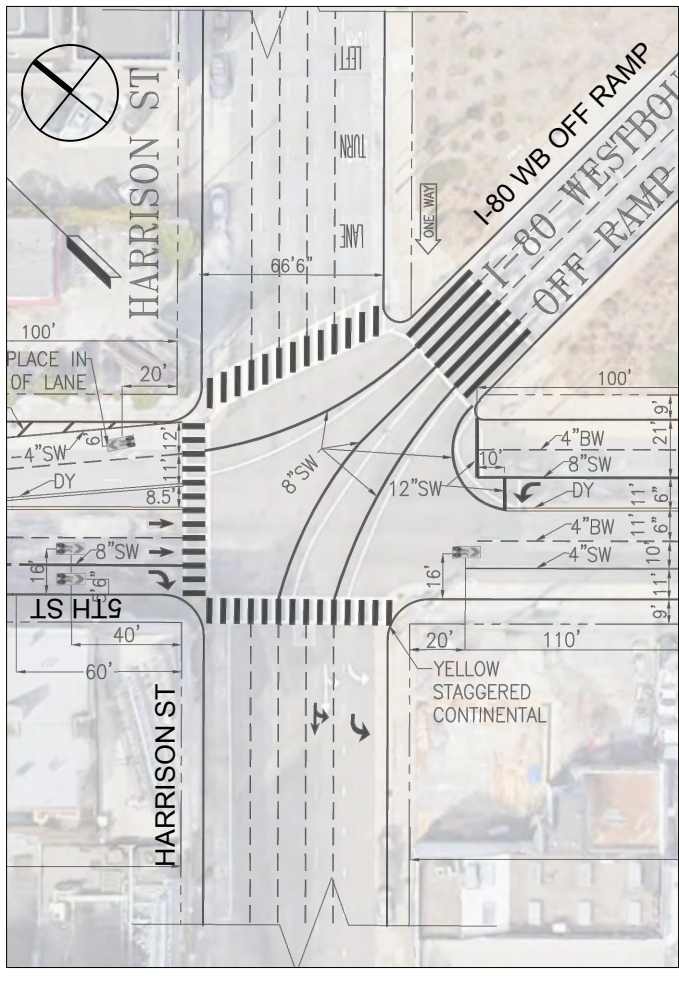 HARRISON ST
LEFT
TURN
LANE
ONE WAY
I-80 WB OFF RAMP
I-80 WESTBOU
OFF RAMP
66'6"
100'
PLACE IN
OF LANE
20'
6'
4"SW
12'
11'
DY
8.5'
8"SW
12"SW
100'
9'
21'
4"BW
10'
8"SW
DY
11'
6"
4"BW
11'
6"
10'
4"SW
16'
11'
9'
8"SW
16'
5'6"
5TH ST
40'
60'
20'
110'
YELLOW
STAGGERED
CONTINENTAL
HARRISON ST